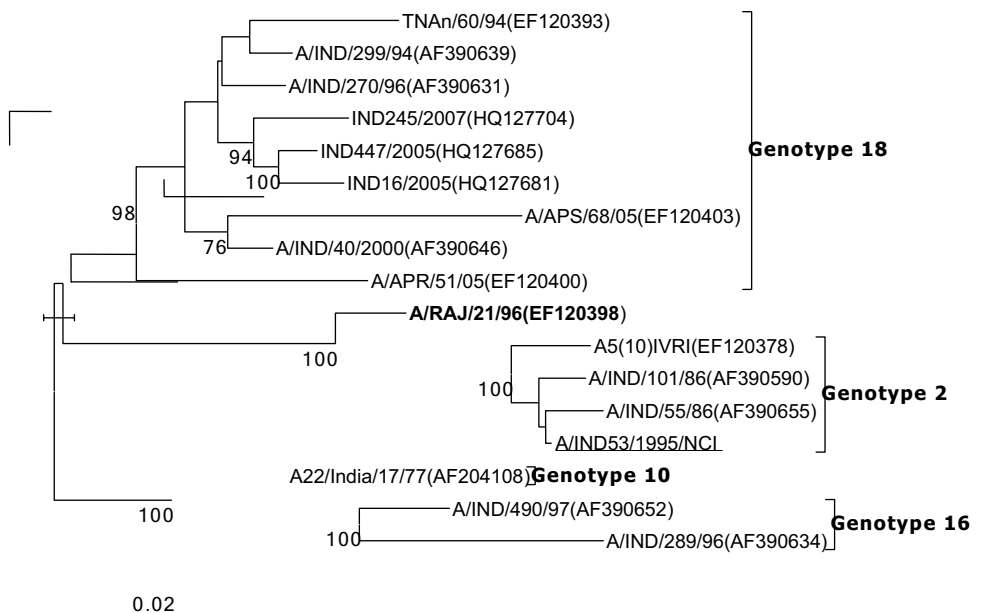 TNAn/60/94(EF120393)
A/IND/299/94(AF390639)
A/IND/270/96(AF390631)
IND245/2007(HQ127704)
Genotype 18
94
IND447/2005(HQ127685)
100
IND16/2005(HQ127681)
98
A/APS/68/05(EF120403)
76
A/IND/40/2000(AF390646)
A/APR/51/05(EF120400)
A/RAJ/21/96(EF120398)
100
A5(10)IVRI(EF120378)
100
A/IND/101/86(AF390590)
Genotype 2
A/IND/55/86(AF390655)
A/IND53/1995/NCI
A22/India/17/77(AF204108)
Genotype 10
100
A/IND/490/97(AF390652)
Genotype 16
100
A/IND/289/96(AF390634)
0.02